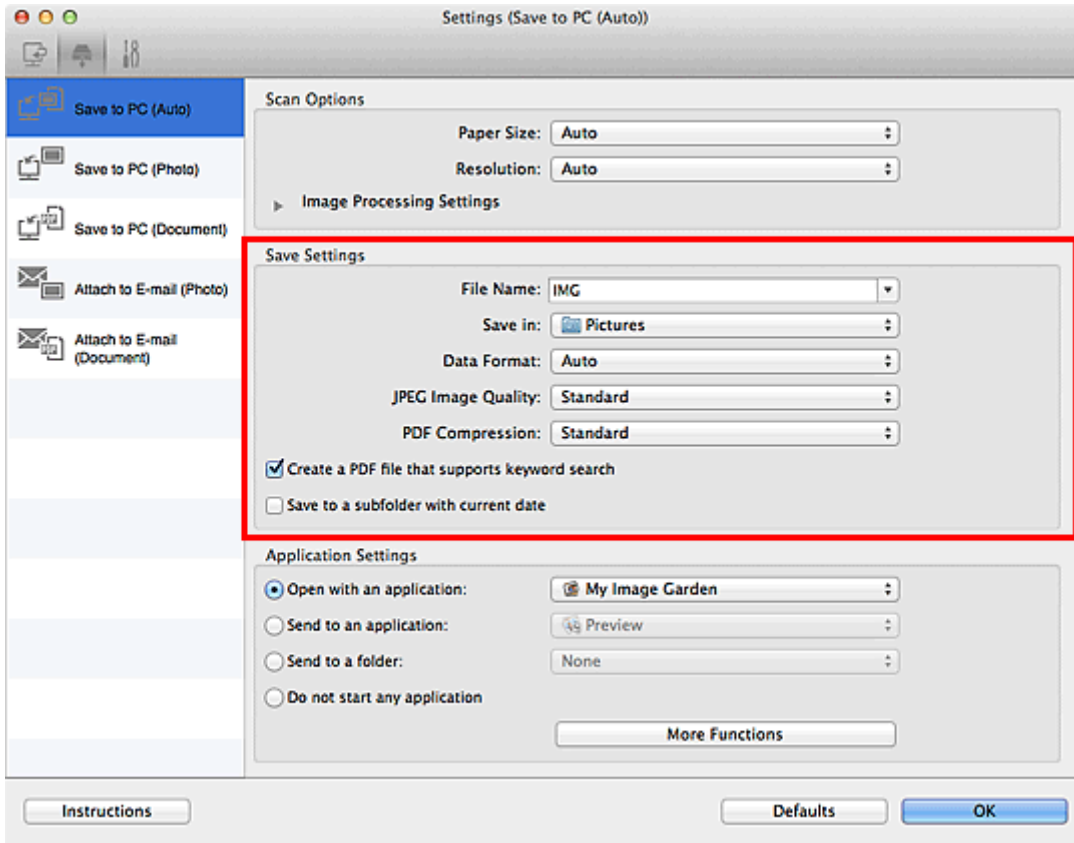 Settings (Save to PC (Auto))
Save to PC (Auto)
Save to PC (Photo)
Save to PC (Document)
Attach to E-mail (Photo)
Attach to E-mail
(Document)
Scan Options
Paper Size: Auto
Resolution: Auto
Image Processing Settings
Save Settings
File Name: IMG
Save in: Pictures
Data Format: Auto
JPEG Image Quality: Standard
PDF Compression: Standard
Create a PDF file that supports keyword search
Save to a subfolder with current date
Application Settings
Open with an application: My Image Garden
Send to an application: Preview
Send to a folder: None
Do not start any application
More Functions
Instructions Defaults OK